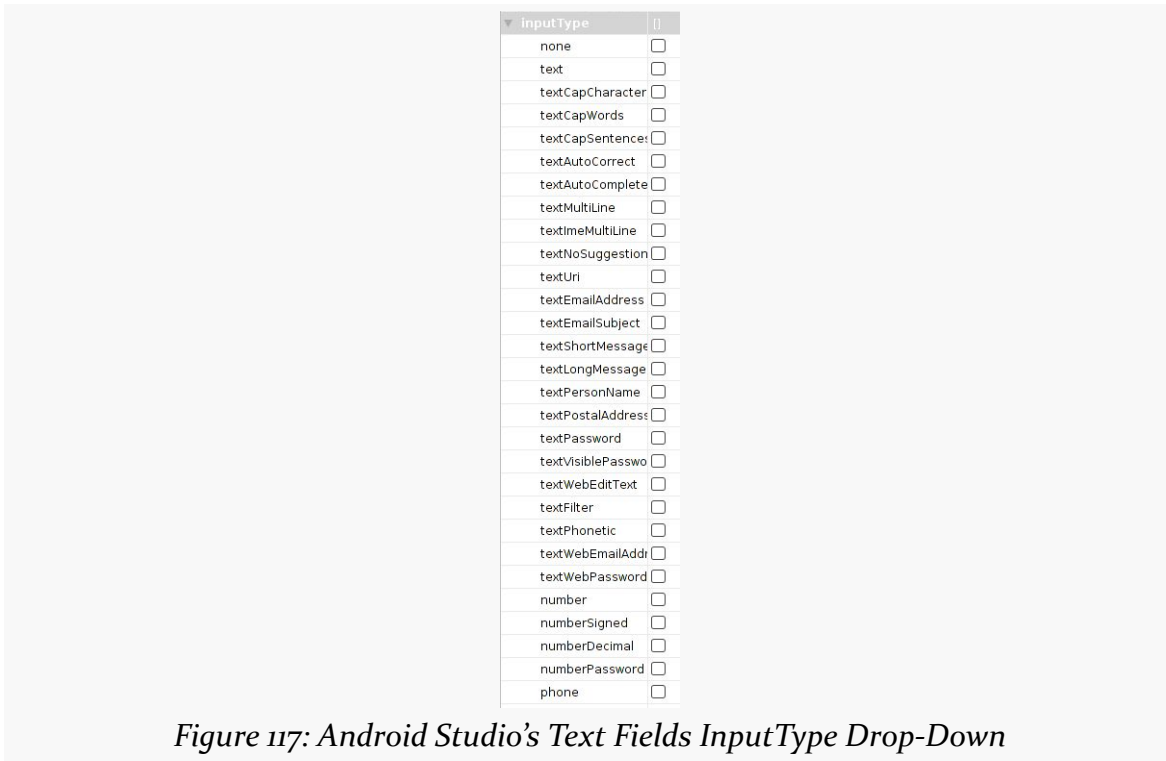 inputType []
none
text
textCapCharacter
textCapWords
textCapSentences
textAutoCorrect
textAutoComplete
textMultiLine
textImeMultiLine
textNoSuggestion
textUri
textEmailAddress
textEmailSubject
textShortMessage
textLongMessage
textPersonName
textPostalAddress
textPassword
textVisiblePasswo
textWebEditText
textFilter
textPhonetic
textWebEmailAddr
textWebPassword
number
numberSigned
numberDecimal
numberPassword
phone
Figure 117: Android Studio’s Text Fields InputType Drop-Down